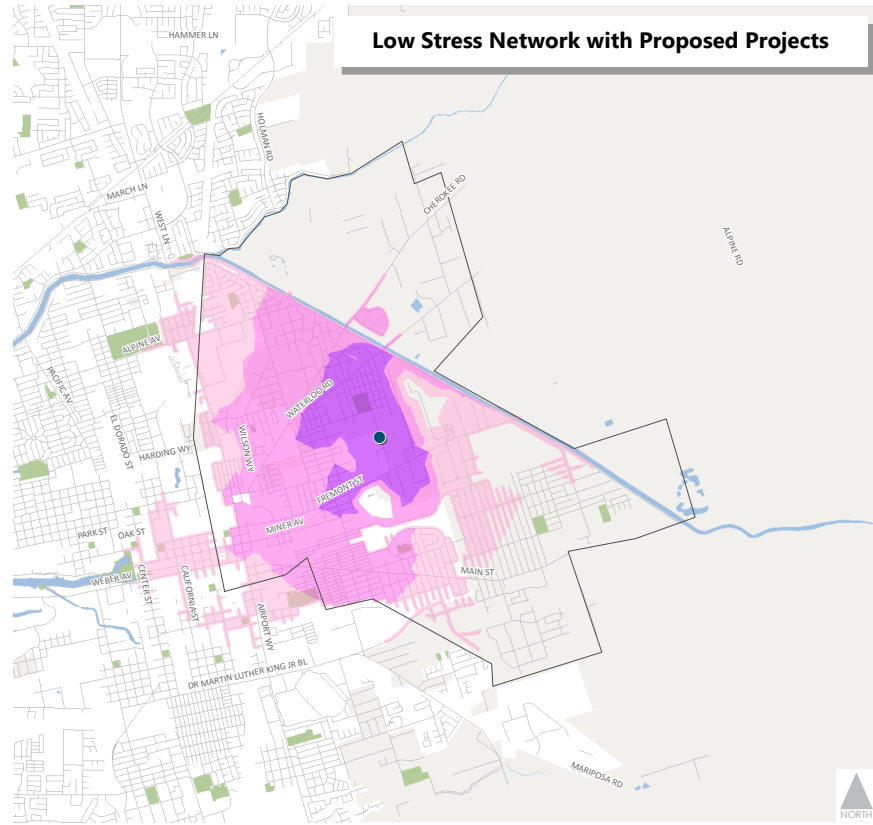 Low Stress Network with Proposed Projects
HAMMER LN
HOLMAN RD
MARCH LN
CHEROKEE RD
WEST LN
ALPINE RD
ALPINE AV
PACIFIC AV
WATERLOO RD
EL DORADO ST
WILSON WY
HARDING WY
FREMONT ST
MINER AV
PARK ST
OAK ST
MAIN ST
WEBER AV
CENTER ST
CALIFORNIA ST
AIRPORT WY
DR MARTIN LUTHER KING JR BL
MARIPOSA RD
NORTH